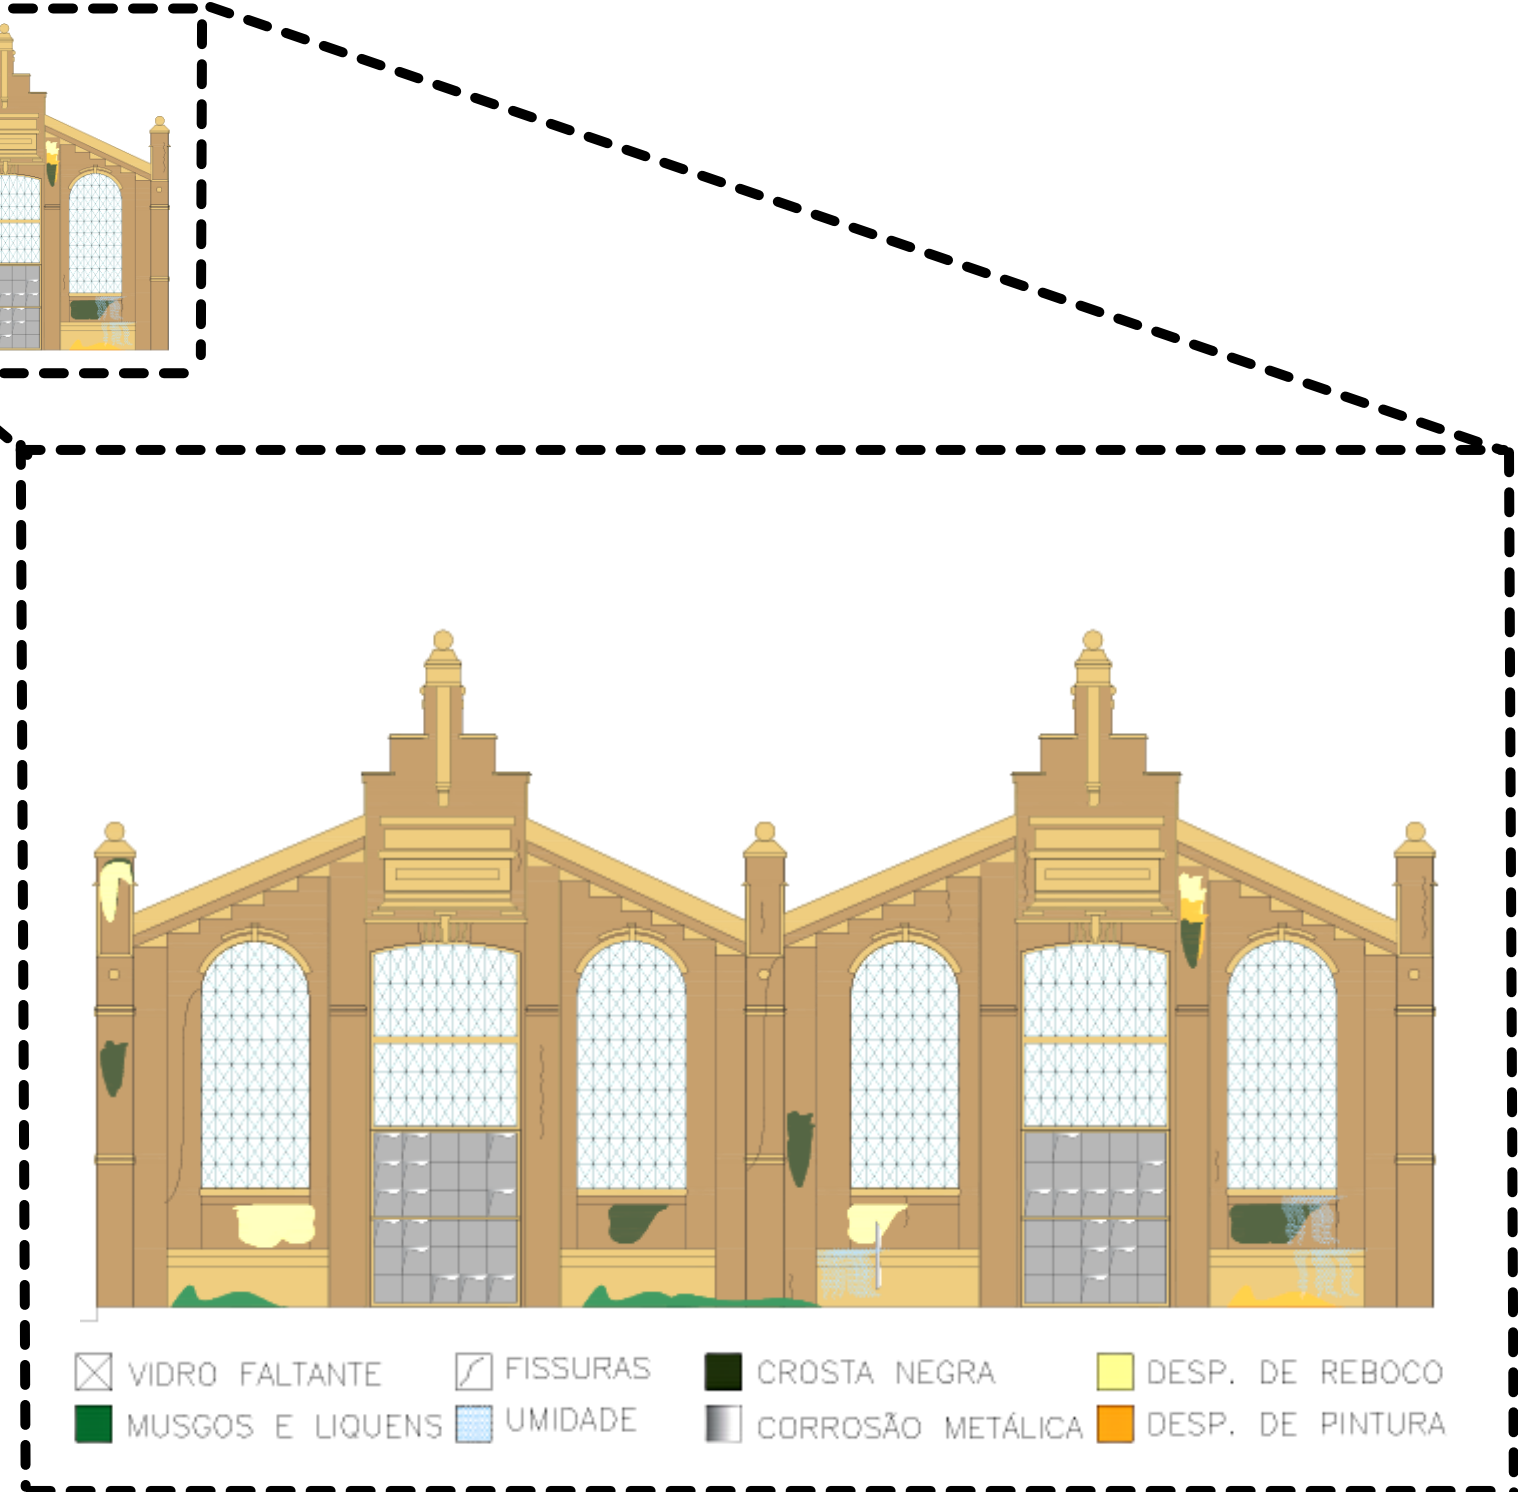 VIDRO FALTANTE
FISSURAS
CROSTA NEGRA
DESP. DE REBOCO
MUSGOS E LIQUENS
UMIDADE
CORROSÃO METÁLICA
DESP. DE PINTURA